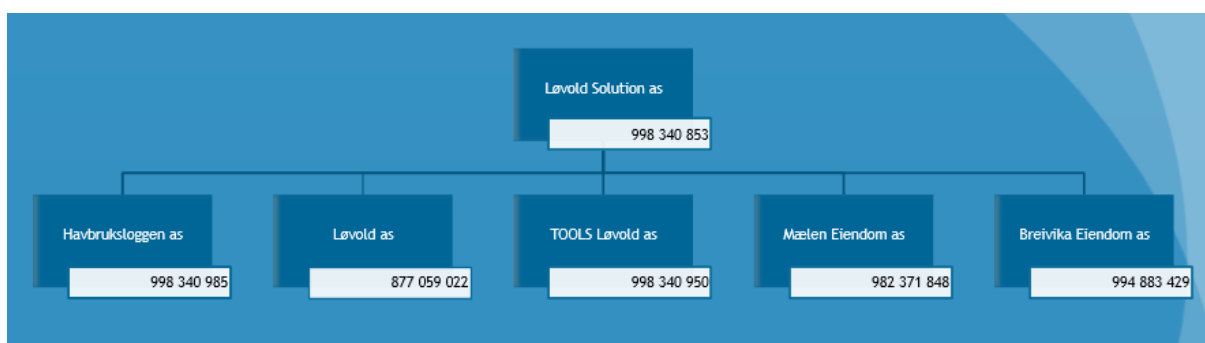 Løvold Solution as
998 340 853
Havbruksloggen as
998 340 985
Løvold as
877 059 022
TOOLS Løvold as
998 340 950
Mælen Eiendom as
982 371 848
Breivika Eiendom as
994 883 429